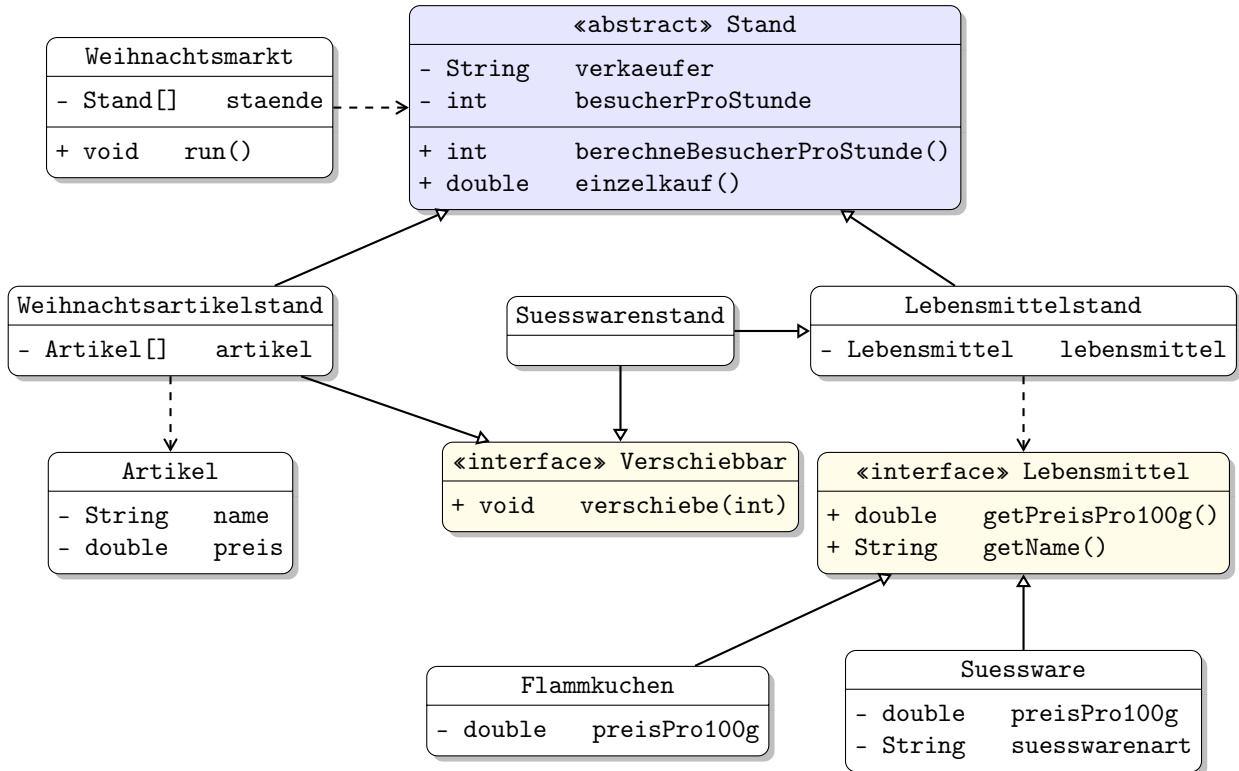 Weihnachtsmarkt
- Stand[] staende
+ void run()
«abstract» Stand
- String verkaeufer
- int besucherProStunde
+ int berechneBesucherProStunde()
+ double einzelkauf()
Weihnachtsartikelstand
- Artikel[] artikel
Suesswarenstand
Lebensmittelstand
- Lebensmittel lebensmittel
Artikel
- String name
- double preis
«interface» Verschiebbar
+ void verschiebe(int)
«interface» Lebensmittel
+ double getPreisPro100g()
+ String getName()
Flammkuchen
- double preisPro100g
Suessware
- double preisPro100g
- String suesswarenart